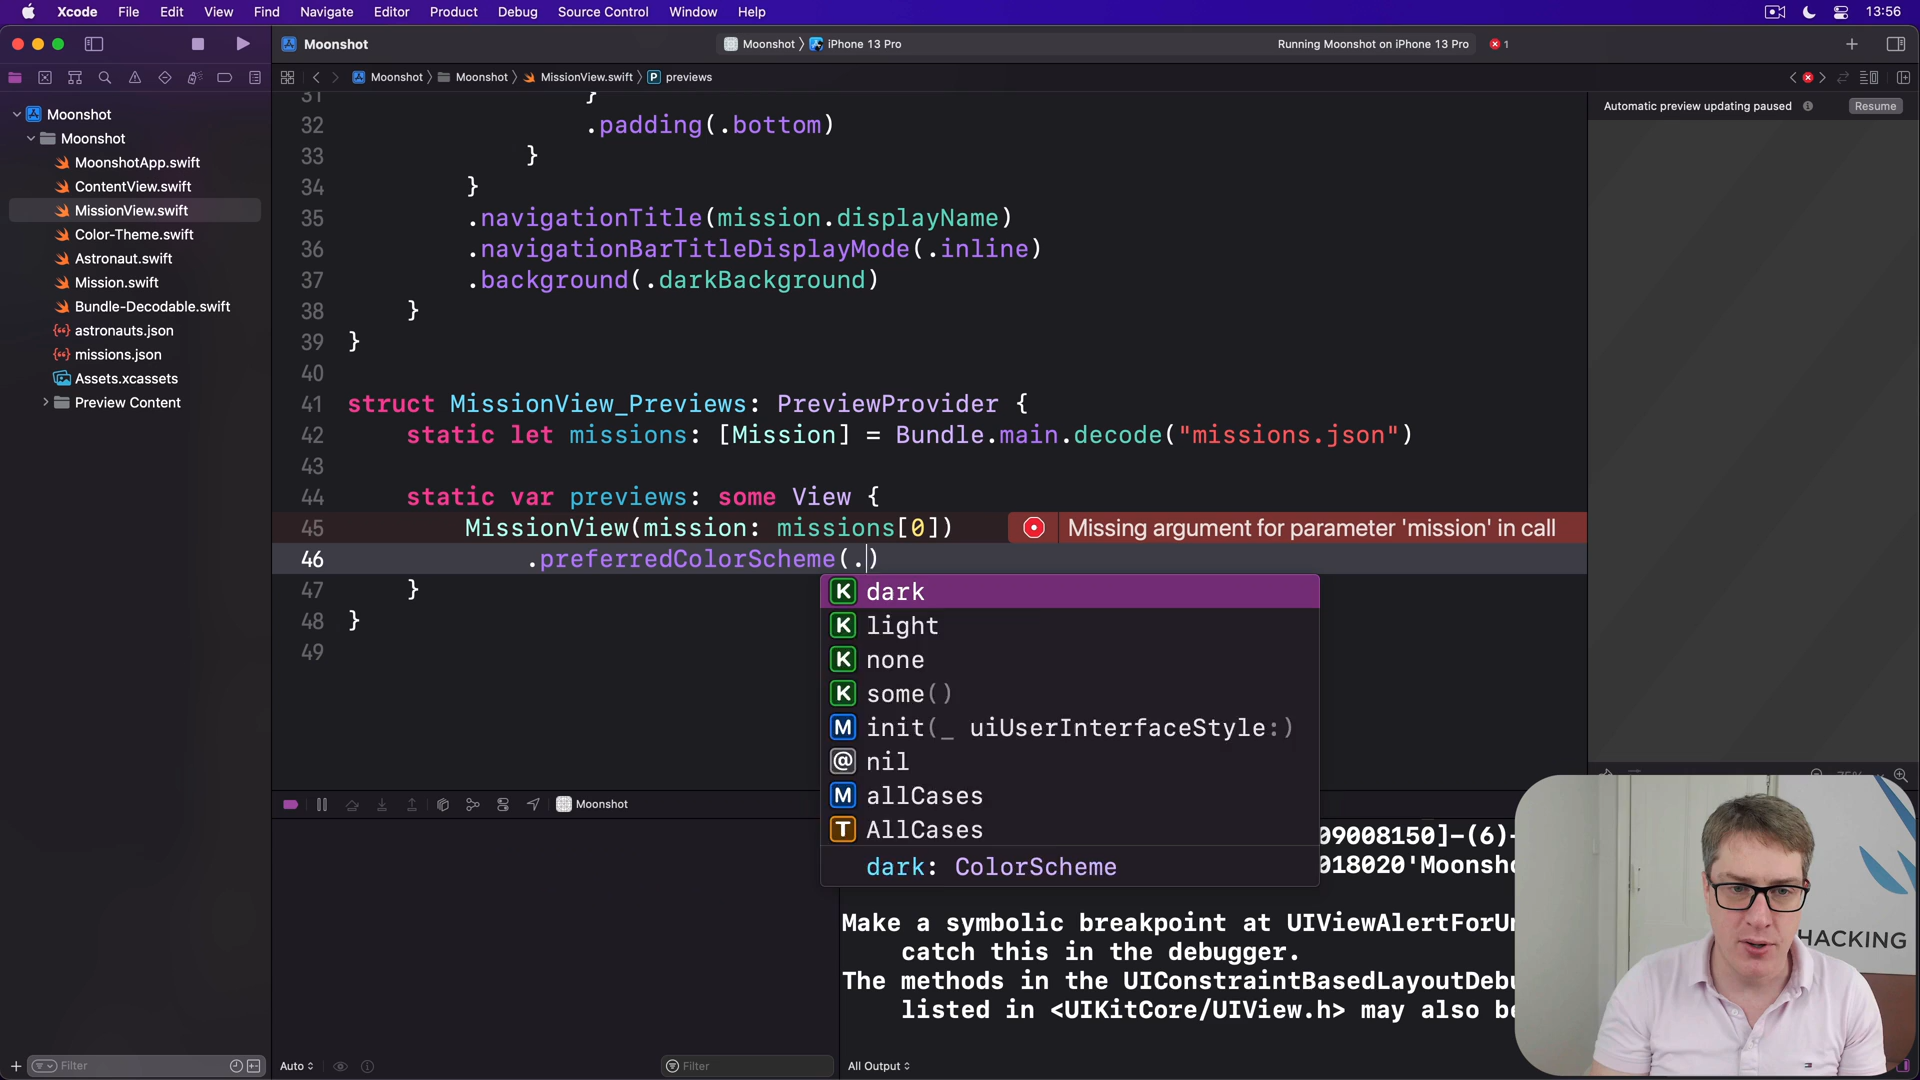 Xcode File Edit View Find Navigate Editor Product Debug Source Control Window Help 13:56
Moonshot Moonshot iPhone 13 Pro Running Moonshot on iPhone 13 Pro 1
Moonshot Moonshot MissionView.swift P previews
Automatic preview updating paused Resume
Moonshot
Moonshot
MoonshotApp.swift
ContentView.swift
MissionView.swift
Color-Theme.swift
Astronaut.swift
Mission.swift
Bundle-Decodable.swift
astronauts.json
missions.json
Assets.xcassets
Preview Content
31 }
32 .padding(.bottom)
33 }
34 }
35 .navigationTitle(mission.displayName)
36 .navigationBarTitleDisplayMode(.inline)
37 .background(.darkBackground)
38 }
39 }
40
41 struct MissionView_Previews: PreviewProvider {
42 static let missions: [Mission] = Bundle.main.decode("missions.json")
43
44 static var previews: some View {
45 MissionView(mission: missions[0]) Missing argument for parameter 'mission' in call
46 .preferredColorScheme(.)
47 }
48 }
49
K dark
K light
K none
K some()
M init(_ uiUserInterfaceStyle:)
@ nil
M allCases
T AllCases
dark: ColorScheme
75%
Moonshot
09008150]-(6)-
018020'Moonsho
Make a symbolic breakpoint at UIViewAlertForUn
catch this in the debugger.
The methods in the UIConstraintBasedLayoutDebu
listed in <UIKitCore/UIView.h> may also be
HACKING
Filter Auto Filter All Output